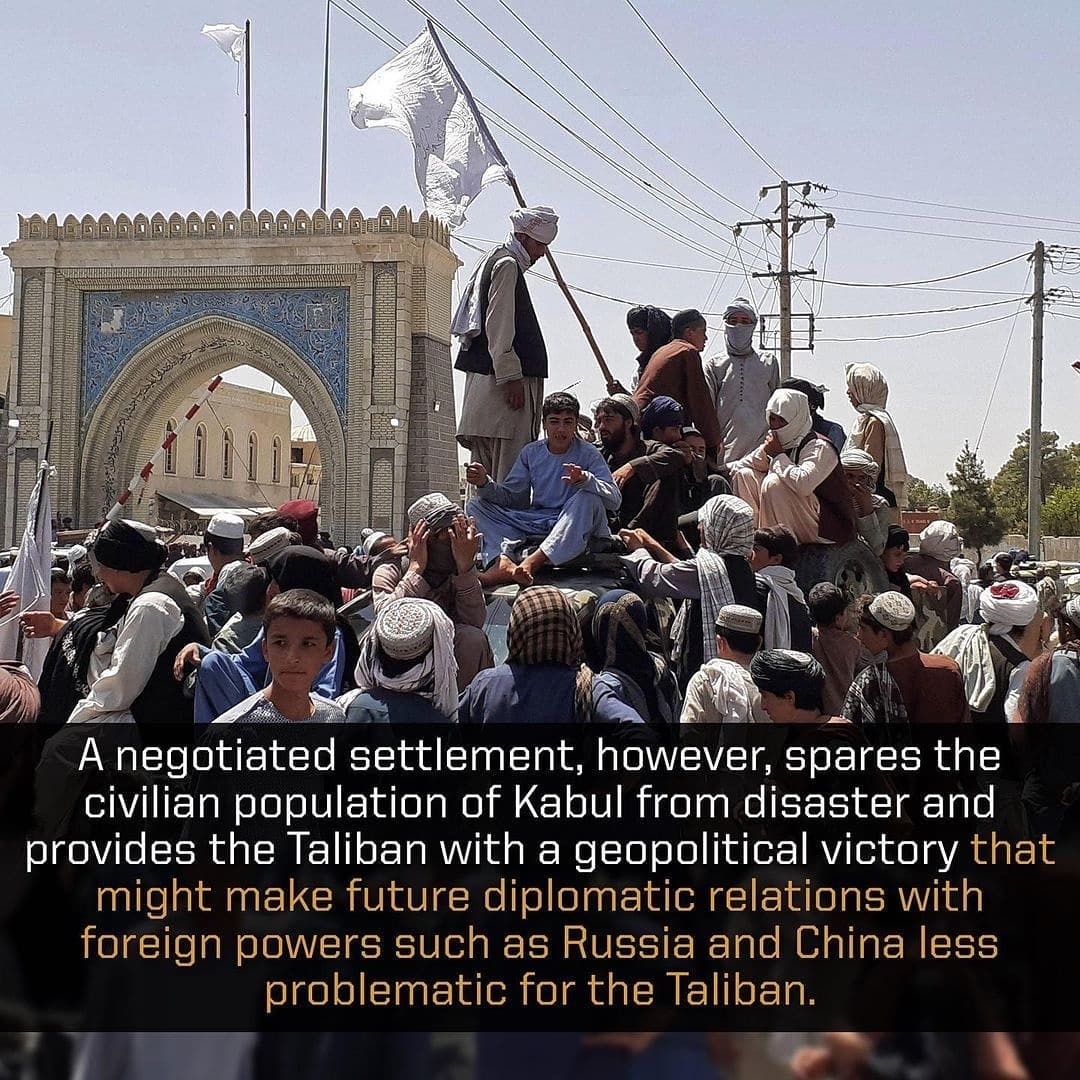 A negotiated settlement, however, spares the
civilian population of Kabul from disaster and
provides the Taliban with a geopolitical victory that
might make future diplomatic relations with
foreign powers such as Russia and China less
problematic for the Taliban.